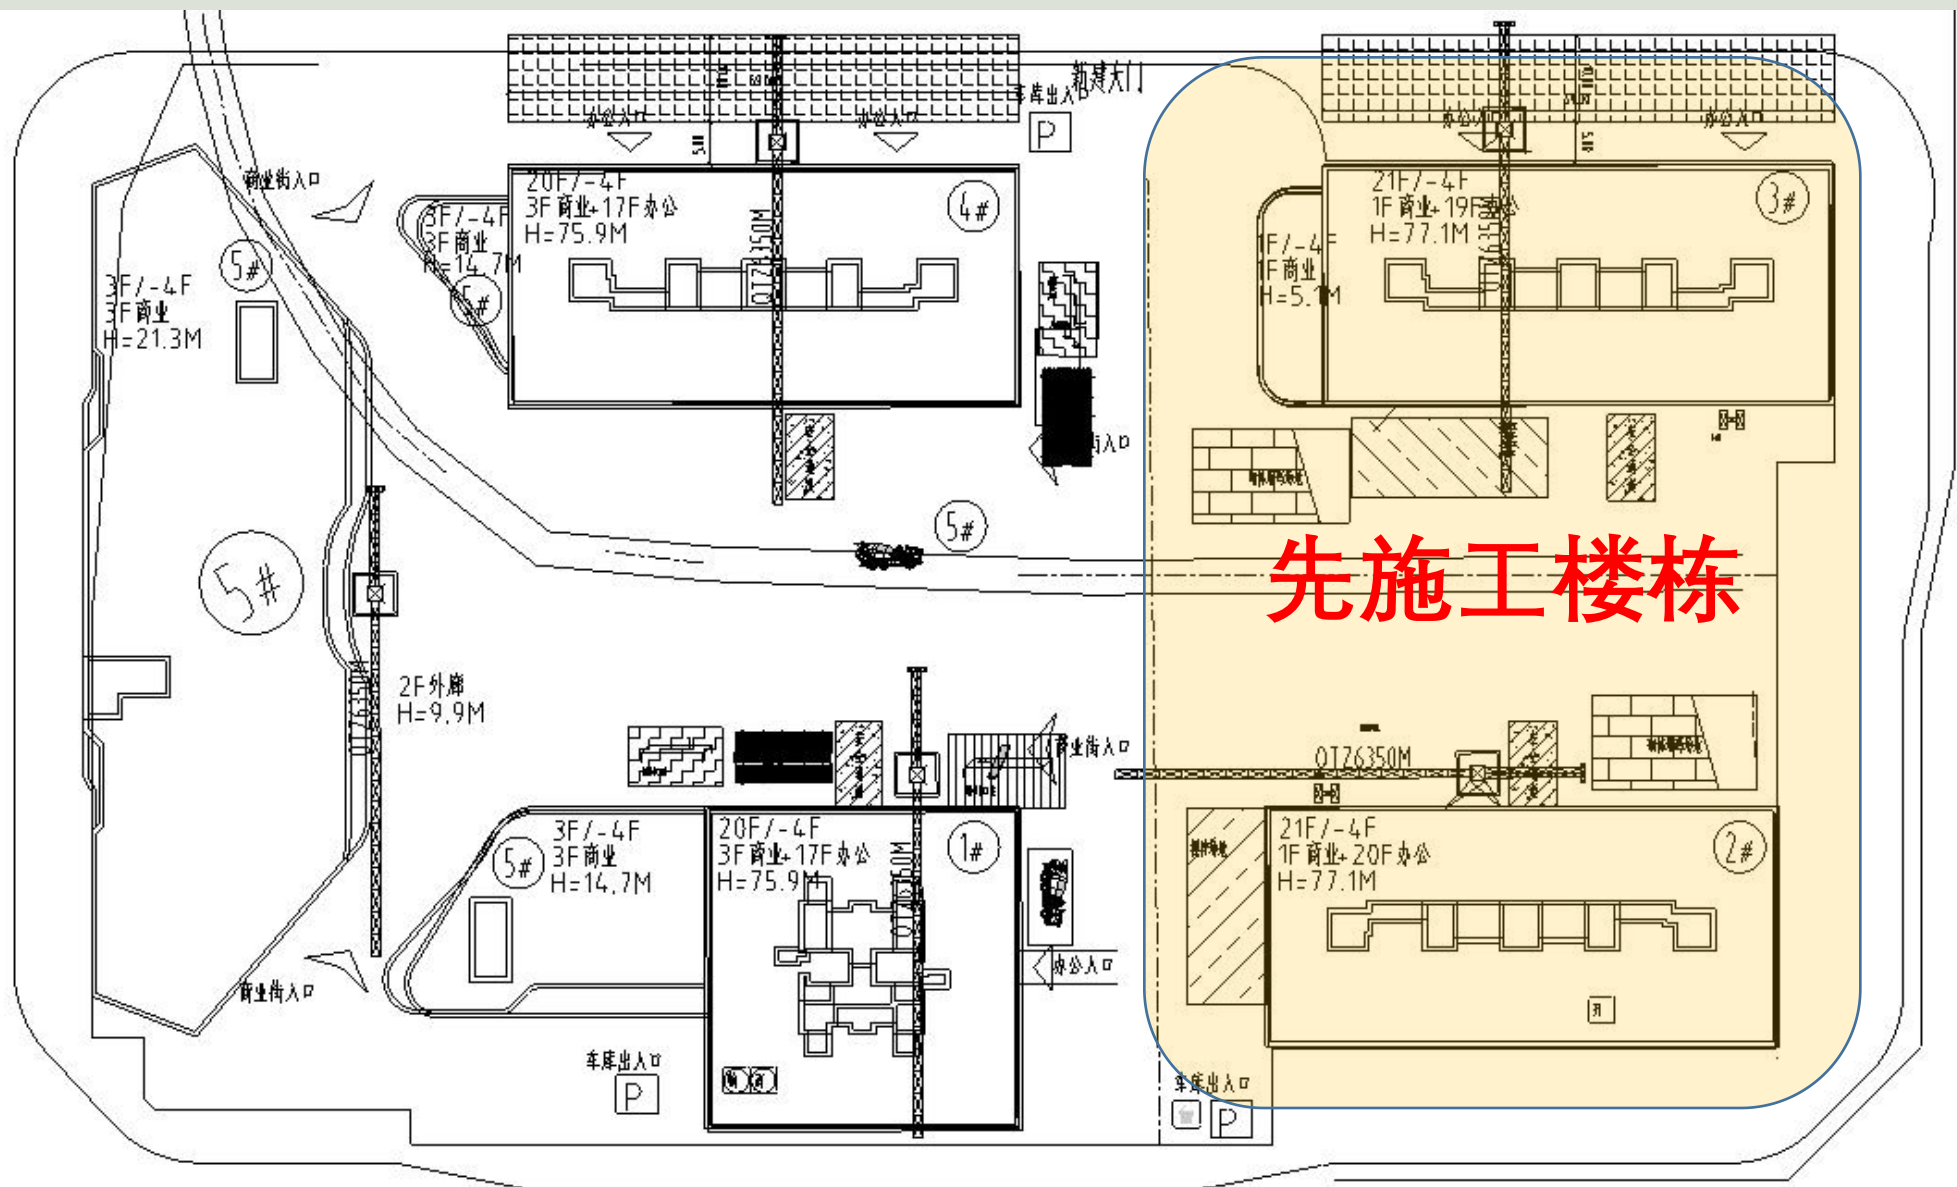 新建大门
车库出入口
P
办公入口
办公入口
办公入口
办公入口
商业街入口
20F/-4F
3F商业+17F办公
H=75.9M
4#
21F/-4F
1F商业+19F办公
H=77.1M
3#
3F/-4F
3F商业
H=14.7M
5#
1F/-4F
1F商业
H=5.1M
5#
3F/-4F
3F商业
H=21.3M
QTZ6350M
QTZ6350M
街入口
5#
先施工楼栋
5#
2F外廊
H=9.9M
QTZ6350M
商业街入口
QTZ6350M
3F/-4F
3F商业
H=14.7M
5#
20F/-4F
3F商业+17F办公
H=75.9M
1#
QTZ6350M
21F/-4F
1F商业+20F办公
H=77.1M
2#
办公入口
商业街入口
车库出入口
P
车库出入口
P